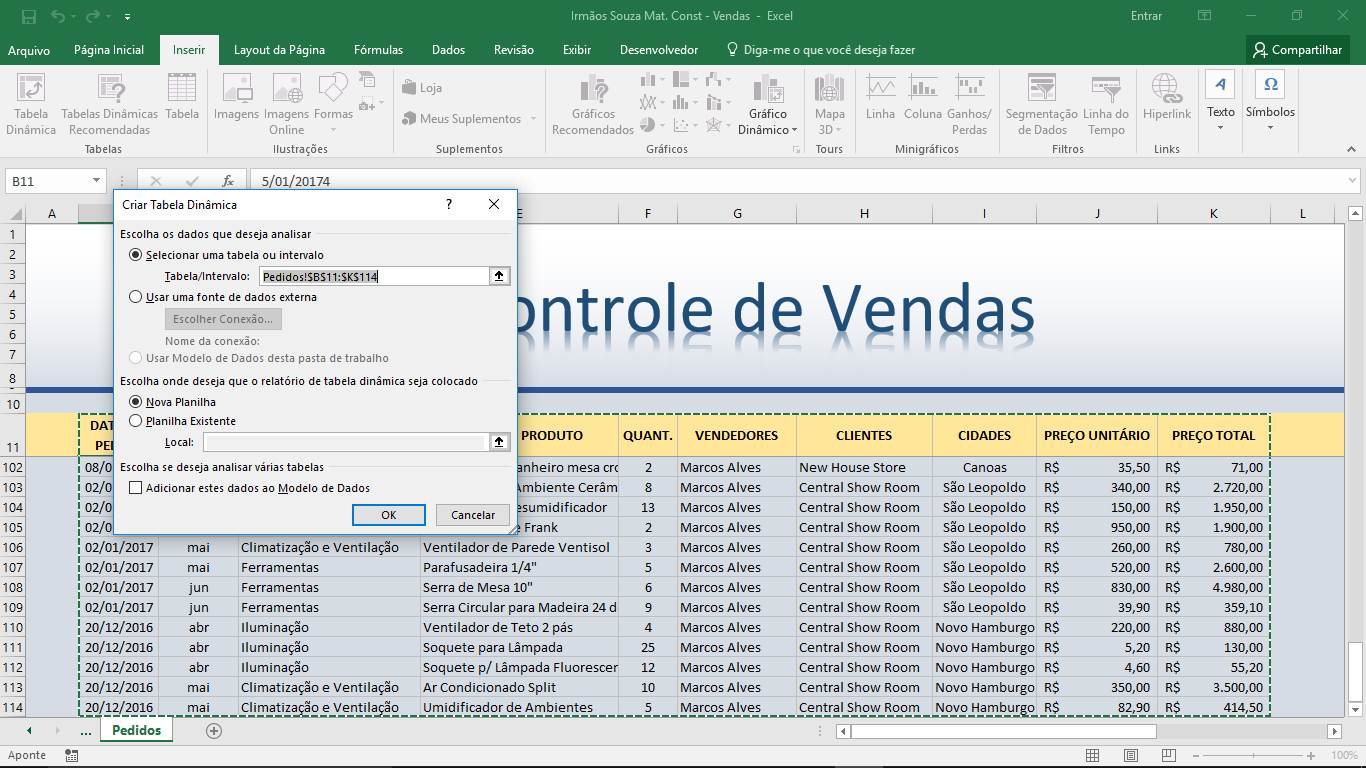 Irmãos Souza Mat. Const - Vendas - Excel
Entrar
Arquivo Página Inicial Inserir Layout da Página Fórmulas Dados Revisão Exibir Desenvolvedor Diga-me o que você deseja fazer Compartilhar
Tabela Dinâmica
Tabelas Dinâmicas Recomendadas
Tabela
Tabelas
Imagens
Imagens Online
Formas
Ilustrações
Loja
Meus Suplementos
Suplementos
Gráficos Recomendados
Gráfico Dinâmico
Gráficos
Mapa 3D
Tours
Linha
Coluna
Ganhos/ Perdas
Minigráficos
Segmentação de Dados
Linha do Tempo
Filtros
Hiperlink
Links
Texto
Símbolos
B11
fx
5/01/20174
A E F G H I J K L
Criar Tabela Dinâmica
?
Escolha os dados que deseja analisar
Selecionar uma tabela ou intervalo
Tabela/Intervalo: Pedidos!$B$11:$K$114
Usar uma fonte de dados externa
Escolher Conexão...
Nome da conexão:
Usar Modelo de Dados desta pasta de trabalho
Escolha onde deseja que o relatório de tabela dinâmica seja colocado
Nova Planilha
Planilha Existente
Local:
Escolha se deseja analisar várias tabelas
Adicionar estes dados ao Modelo de Dados
OK
Cancelar
1
2
3
4
5
6
7
8
ontrole de Vendas
10
11 DAT PE PRODUTO QUANT. VENDEDORES CLIENTES CIDADES PREÇO UNITÁRIO PREÇO TOTAL
102 08/0 anheiro mesa cro 2 Marcos Alves New House Store Canoas R$ 35,50 R$ 71,00
103 02/0 Ambiente Cerâm 8 Marcos Alves Central Show Room São Leopoldo R$ 340,00 R$ 2.720,00
104 02/0 esumidificador 13 Marcos Alves Central Show Room São Leopoldo R$ 150,00 R$ 1.950,00
105 02/0 e Frank 2 Marcos Alves Central Show Room São Leopoldo R$ 950,00 R$ 1.900,00
106 02/01/2017 mai Climatização e Ventilação Ventilador de Parede Ventisol 3 Marcos Alves Central Show Room São Leopoldo R$ 260,00 R$ 780,00
107 02/01/2017 mai Ferramentas Parafusadeira 1/4" 5 Marcos Alves Central Show Room São Leopoldo R$ 520,00 R$ 2.600,00
108 02/01/2017 jun Ferramentas Serra de Mesa 10" 6 Marcos Alves Central Show Room São Leopoldo R$ 830,00 R$ 4.980,00
109 02/01/2017 jun Ferramentas Serra Circular para Madeira 24 d 9 Marcos Alves Central Show Room São Leopoldo R$ 39,90 R$ 359,10
110 20/12/2016 abr Iluminação Ventilador de Teto 2 pás 4 Marcos Alves Central Show Room Novo Hamburgo R$ 220,00 R$ 880,00
111 20/12/2016 abr Iluminação Soquete para Lâmpada 25 Marcos Alves Central Show Room Novo Hamburgo R$ 5,20 R$ 130,00
112 20/12/2016 abr Iluminação Soquete p/ Lâmpada Fluorescer 12 Marcos Alves Central Show Room Novo Hamburgo R$ 4,60 R$ 55,20
113 20/12/2016 mai Climatização e Ventilação Ar Condicionado Split 10 Marcos Alves Central Show Room Novo Hamburgo R$ 350,00 R$ 3.500,00
114 20/12/2016 mai Climatização e Ventilação Umidificador de Ambientes 5 Marcos Alves Central Show Room Novo Hamburgo R$ 82,90 R$ 414,50
... Pedidos
Aponte
100%